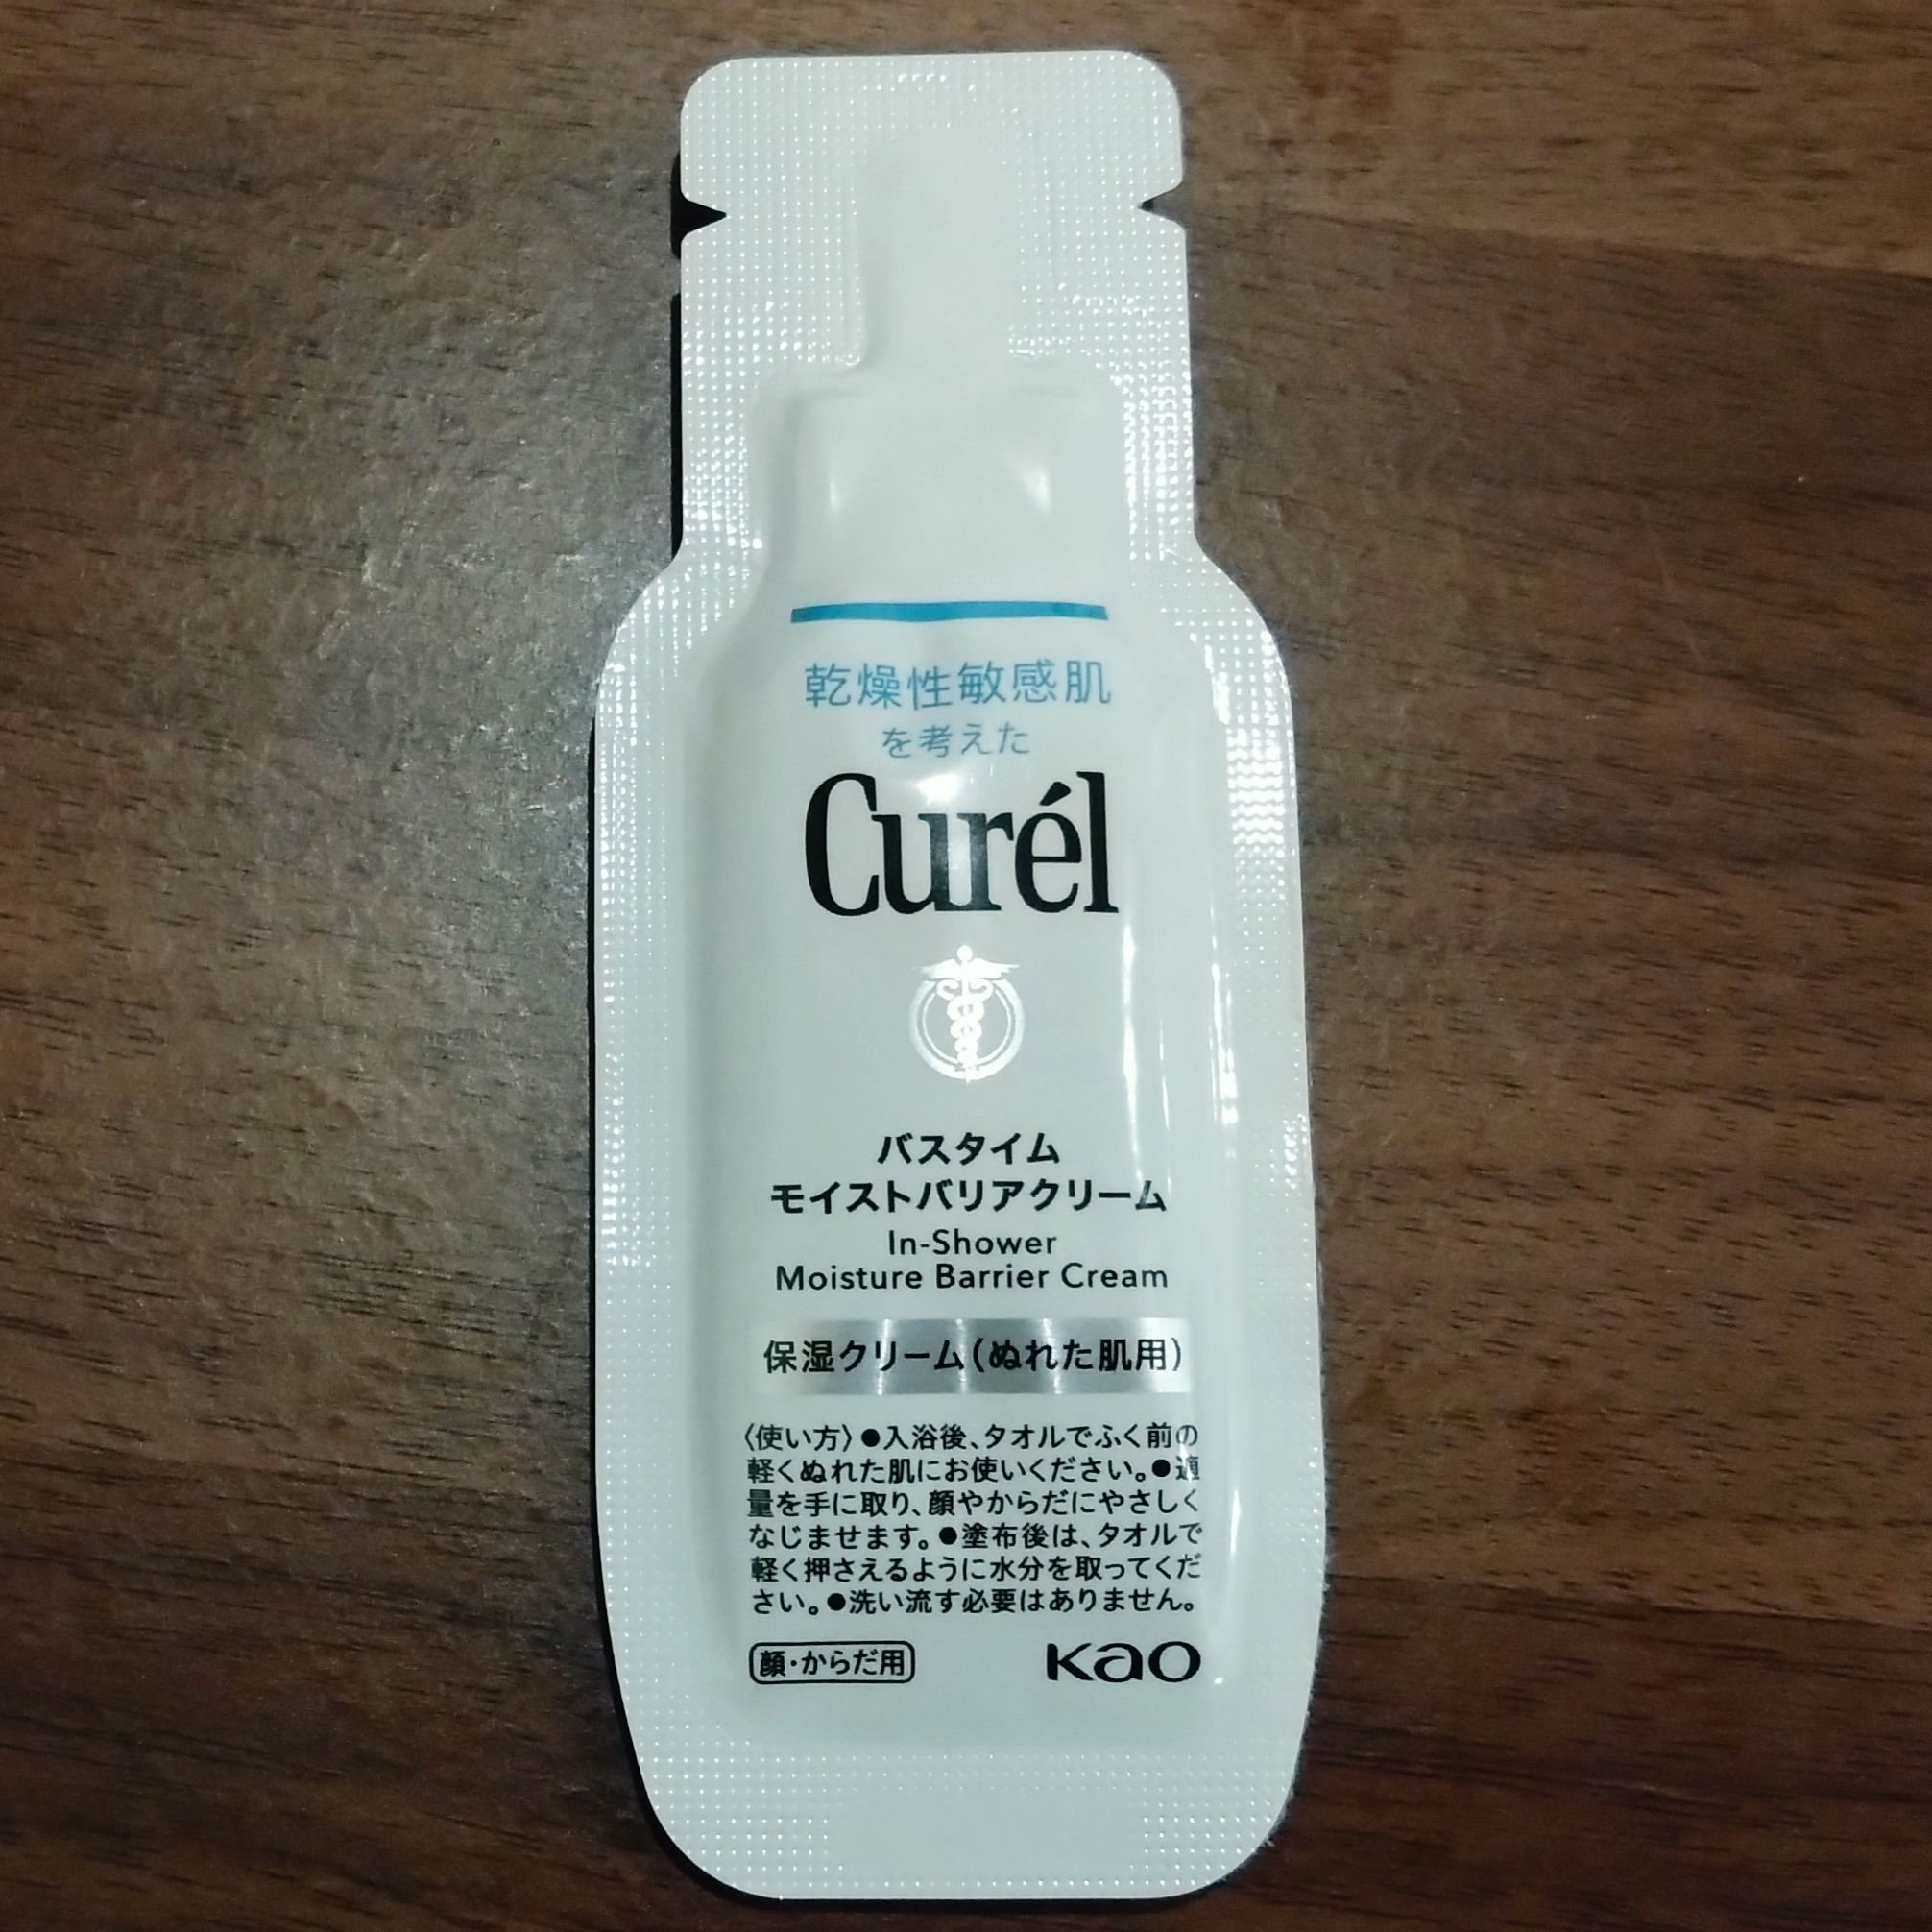 乾燥性敏感肌
を考えた
Curél
バスタイム
モイストバリアクリーム
In-Shower
Moisture Barrier Cream
保湿クリーム(ぬれた肌用)
〈使い方〉●入浴後、タオルでふく前の
軽くぬれた肌にお使いください。●適
量を手に取り、顔やからだにやさしく
なじませます。●塗布後は、タオルで
軽く押さえるように水分を取ってくだ
さい。●洗い流す必要はありません。
顔・からだ用
Kao